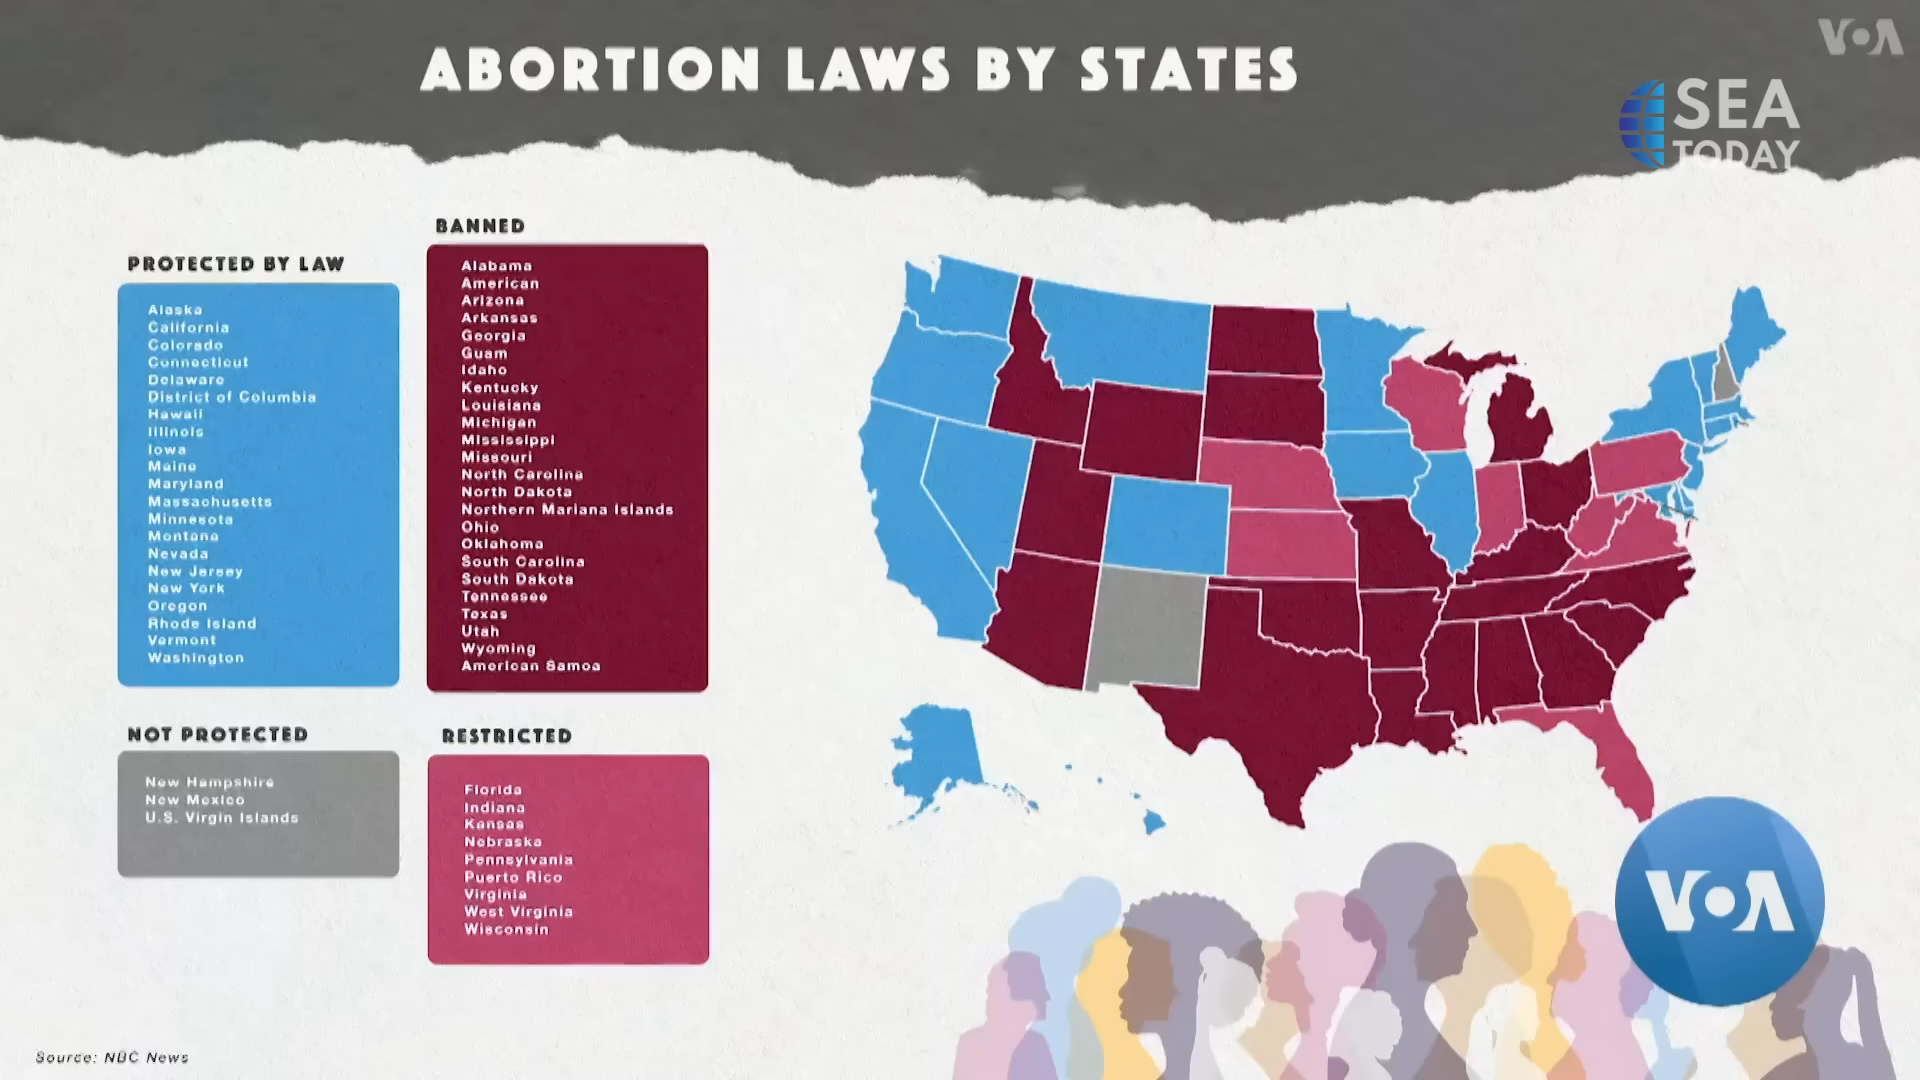 ABORTION LAWS BY STATES
VOA
SEA
TODAY
PROTECTED BY LAW
Alaska
California
Colorado
Connecticut
Delaware
District of Columbia
Hawaii
Illinois
Iowa
Maine
Maryland
Massachusetts
Minnesota
Montana
Nevada
New Jersey
New York
Oregon
Rhode Island
Vermont
Washington
BANNED
Alabama
American
Arizona
Arkansas
Georgia
Guam
Idaho
Kentucky
Louisiana
Michigan
Mississippi
Missouri
North Carolina
North Dakota
Northern Mariana Islands
Ohio
Oklahoma
South Carolina
South Dakota
Tennessee
Texas
Utah
Wyoming
American Samoa
NOT PROTECTED
New Hampshire
New Mexico
U.S. Virgin Islands
RESTRICTED
Florida
Indiana
Kansas
Nebraska
Pennsylvania
Puerto Rico
Virginia
West Virginia
Wisconsin
VOA
Source: NBC News